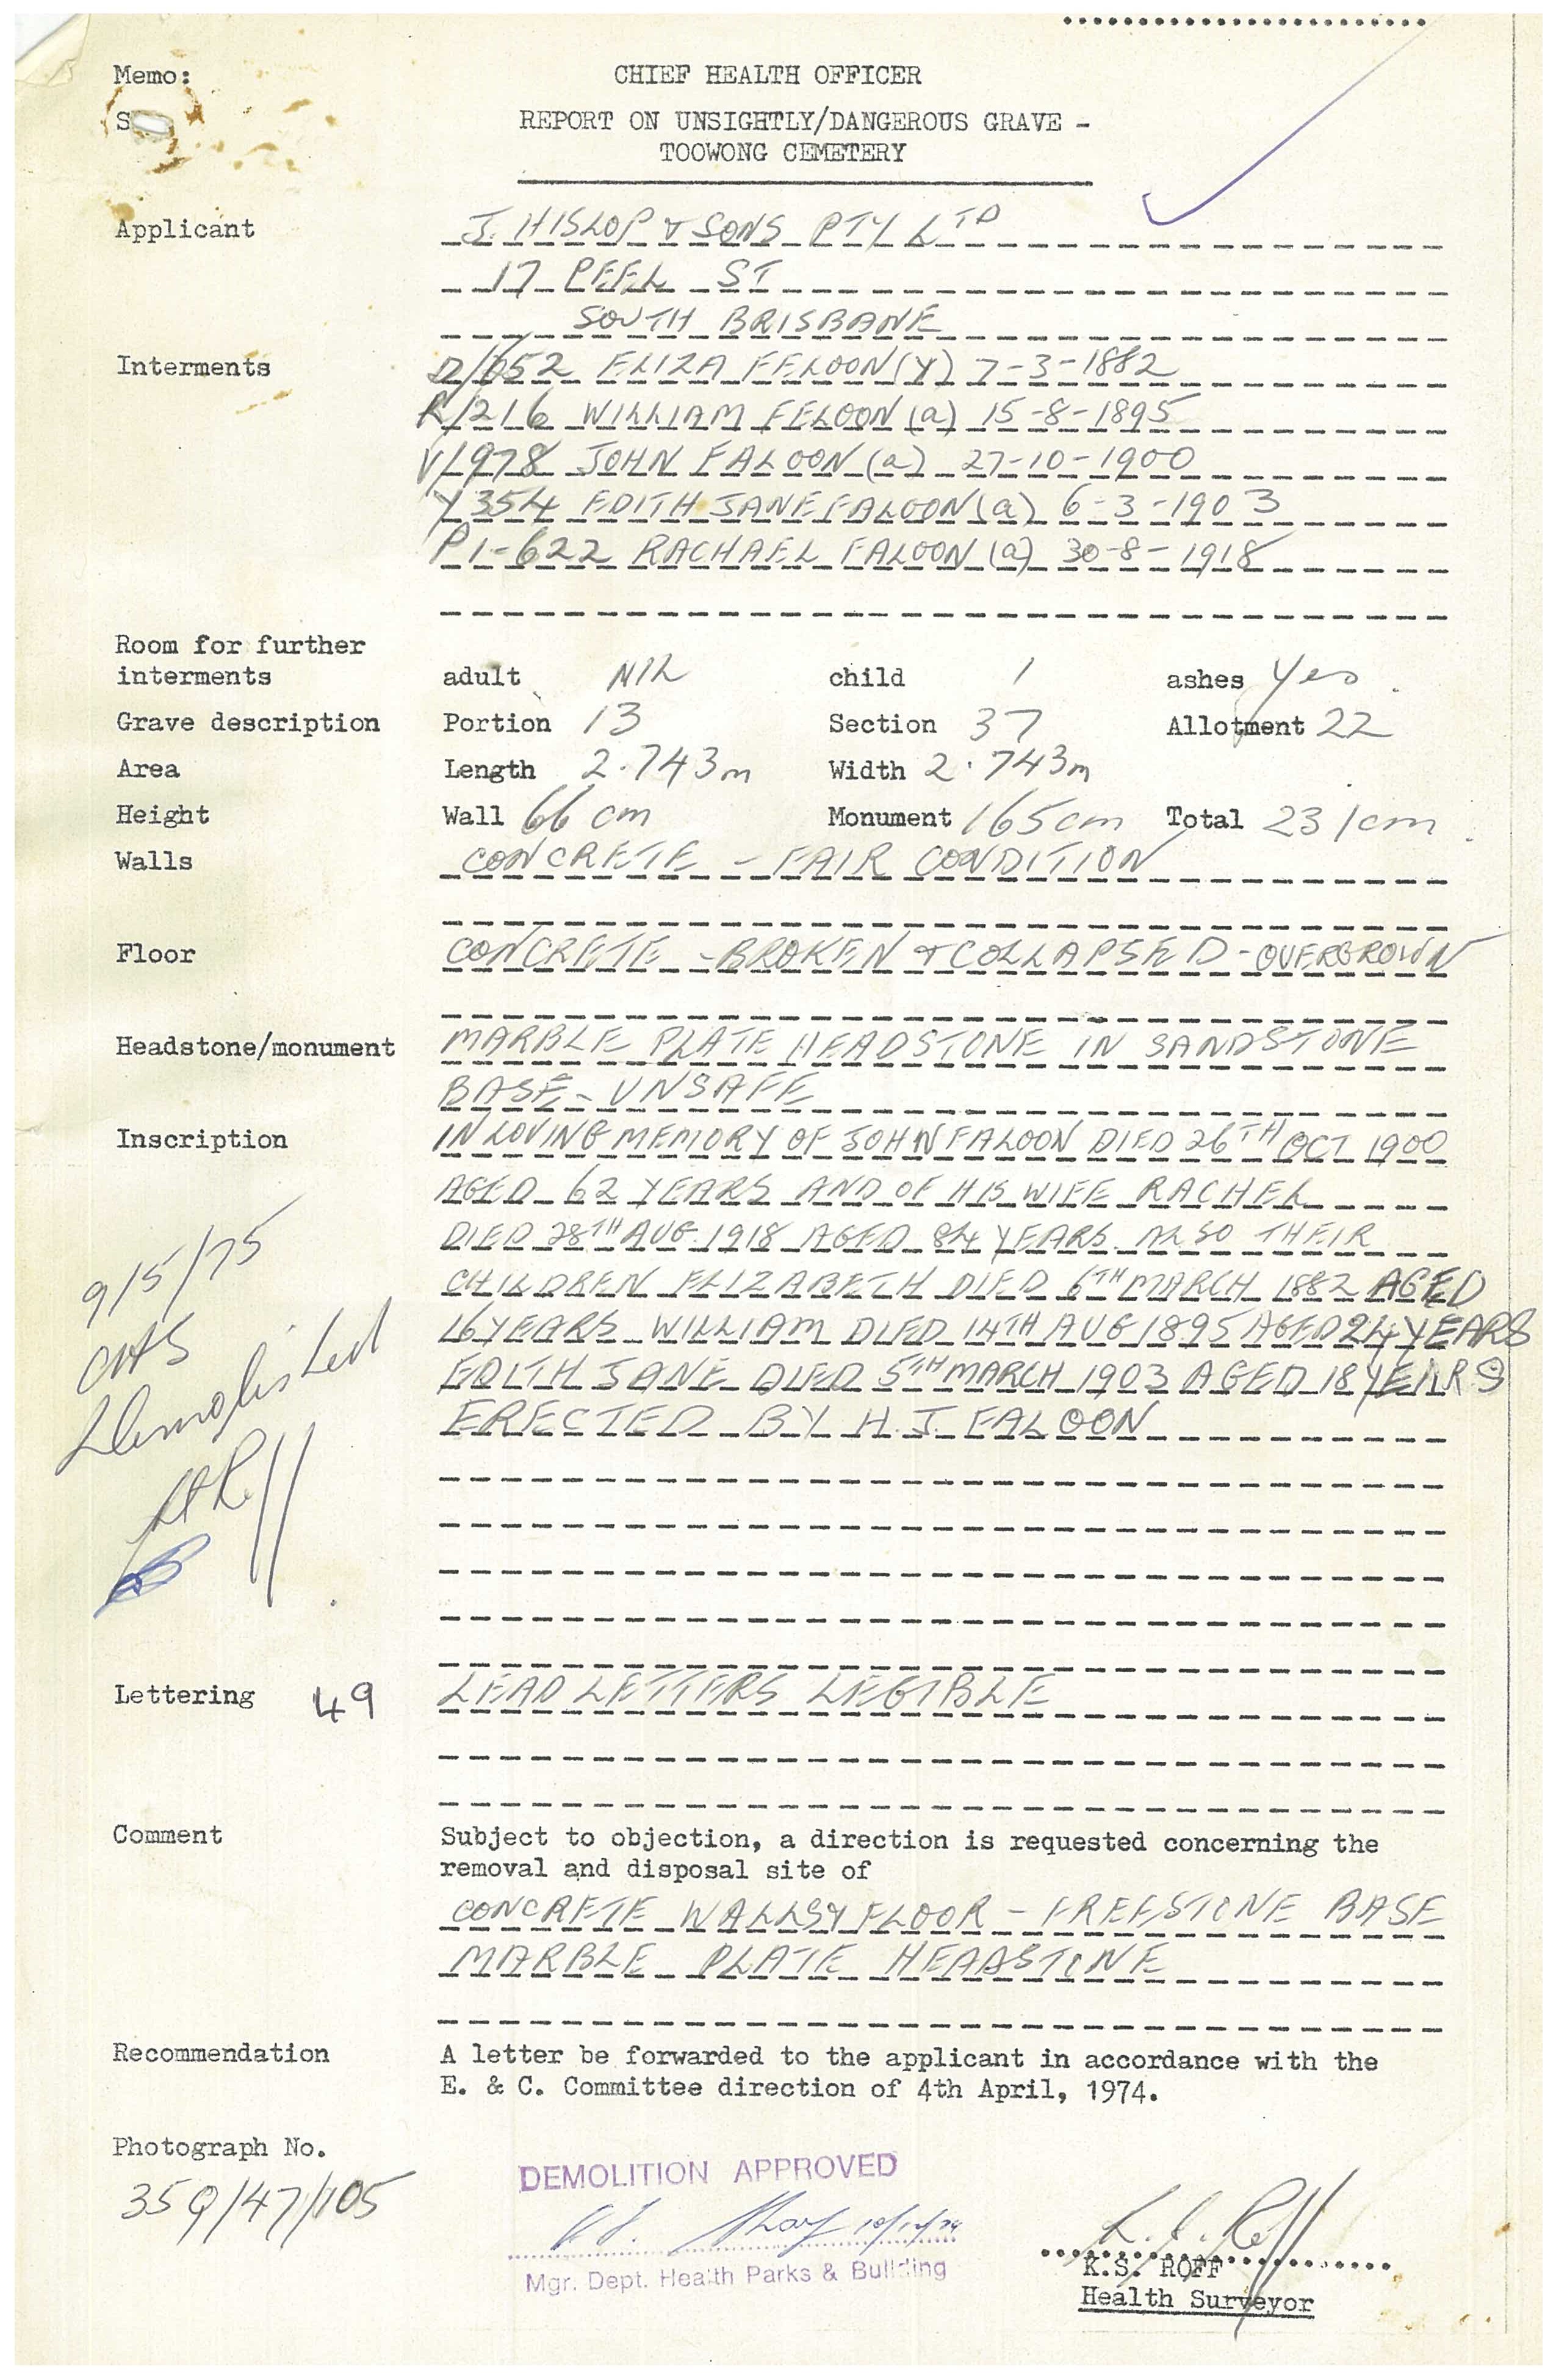 Memo:
CHIEF HEALTH OFFICER
S
REPORT ON UNSIGHTLY/DANGEROUS GRAVE -
TOOWONG CEMETERY
Applicant J. HISLOP & SONS PTY LTD
17 PEEL ST
SOUTH BRISBANE
Interments D/652 ELIZA FELOON (Y) 7-3-1882
R/216 WILLIAM FELOON (a) 15-8-1895
V/978 JOHN FALOON (a) 27-10-1900
Y354 EDITH JANE FALOON (a) 6-3-1903
P1-622 RACHAEL FALOON (a) 30-8-1918
Room for further
interments adult NIL child 1 ashes Yes.
Grave description Portion 13 Section 37 Allotment 22
Area Length 2.743m Width 2.743m
Height Wall 66 cm Monument 165cm Total 231cm.
Walls CONCRETE - FAIR CONDITION
Floor CONCRETE - BROKEN & COLLAPSED - OVERGROWN
Headstone/monument MARBLE PLATE HEADSTONE IN SANDSTONE
BASE - UNSAFE
Inscription IN LOVING MEMORY OF JOHN FALOON DIED 26TH OCT 1900
AGED 62 YEARS AND OF HIS WIFE RACHEL
DIED 28TH AUG. 1918 AGED 84 YEARS. ALSO THEIR
CHILDREN ELIZABETH DIED 6TH MARCH 1882 AGED
16 YEARS WILLIAM DIED 14TH AUG 1895 AGED 24 YEARS
EDITH JANE DIED 5TH MARCH 1903 AGED 18 YEARS
ERECTED BY H.J. FALOON
9/5/75
Demolished
Lettering 49 LEAD LETTERS LEGIBLE
Comment Subject to objection, a direction is requested concerning the
removal and disposal site of
CONCRETE WALLS & FLOOR - FREESTONE BASE
MARBLE PLATE HEADSTONE
Recommendation A letter be forwarded to the applicant in accordance with the
E. & C. Committee direction of 4th April, 1974.
Photograph No.
359/47/105
DEMOLITION APPROVED
10/12/74
Mgr. Dept. Health Parks & Building
K.S. ROFF
Health Surveyor